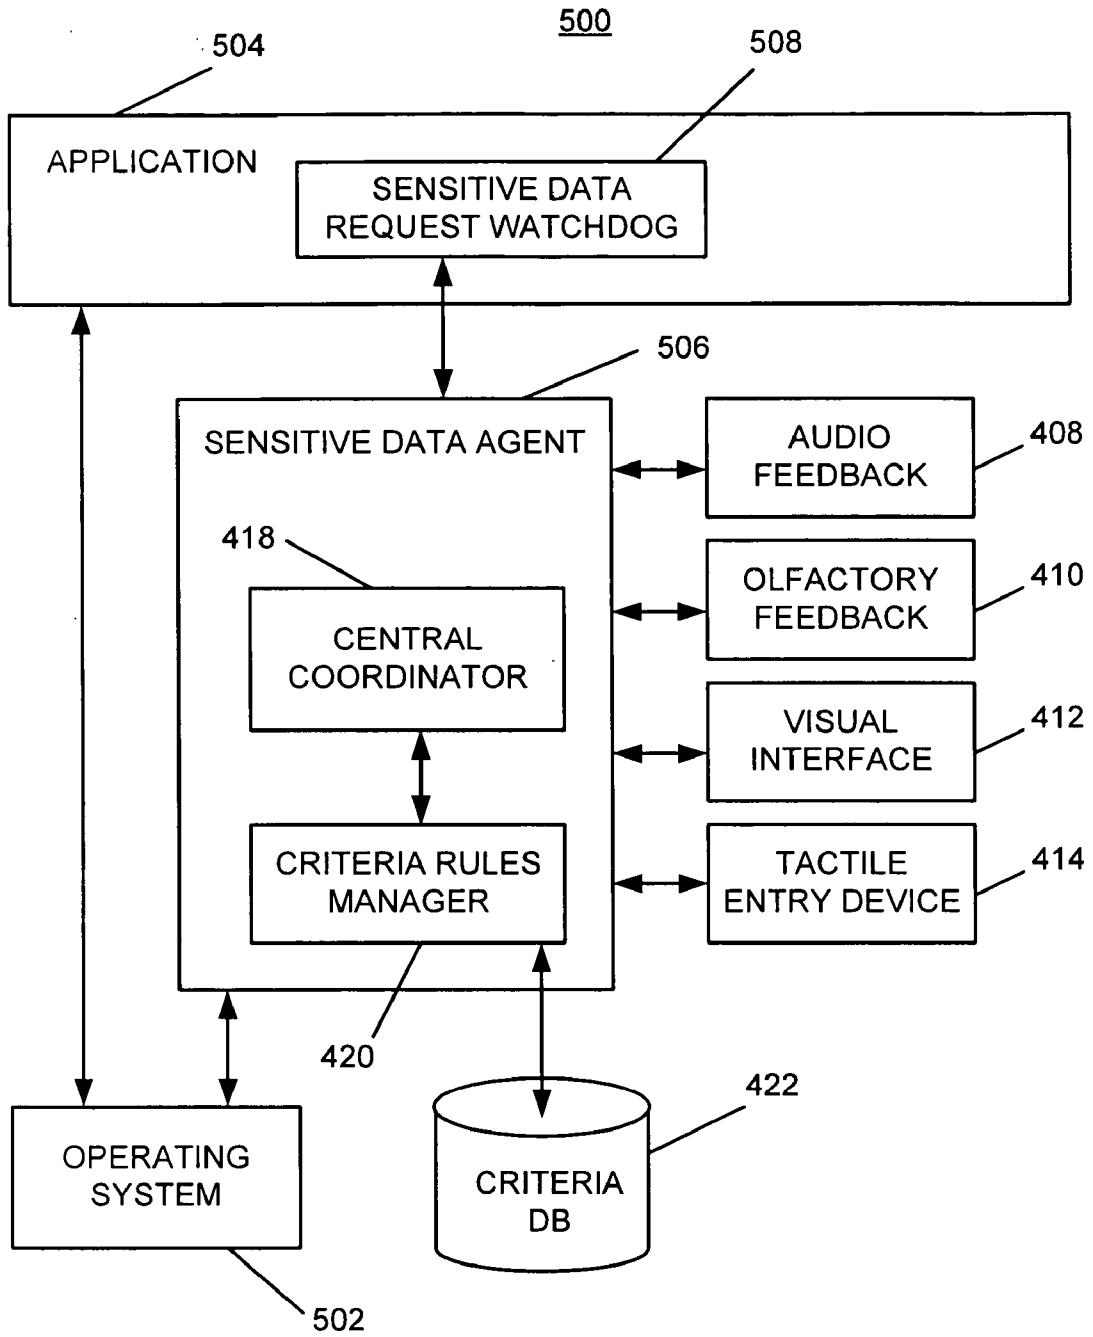 500
504
508
APPLICATION
SENSITIVE DATA
REQUEST WATCHDOG
506
SENSITIVE DATA AGENT
AUDIO
FEEDBACK
408
418
OLFACTORY
FEEDBACK
410
CENTRAL
COORDINATOR
VISUAL
INTERFACE
412
CRITERIA RULES
MANAGER
TACTILE
ENTRY DEVICE
414
420
422
OPERATING
SYSTEM
CRITERIA
DB
502